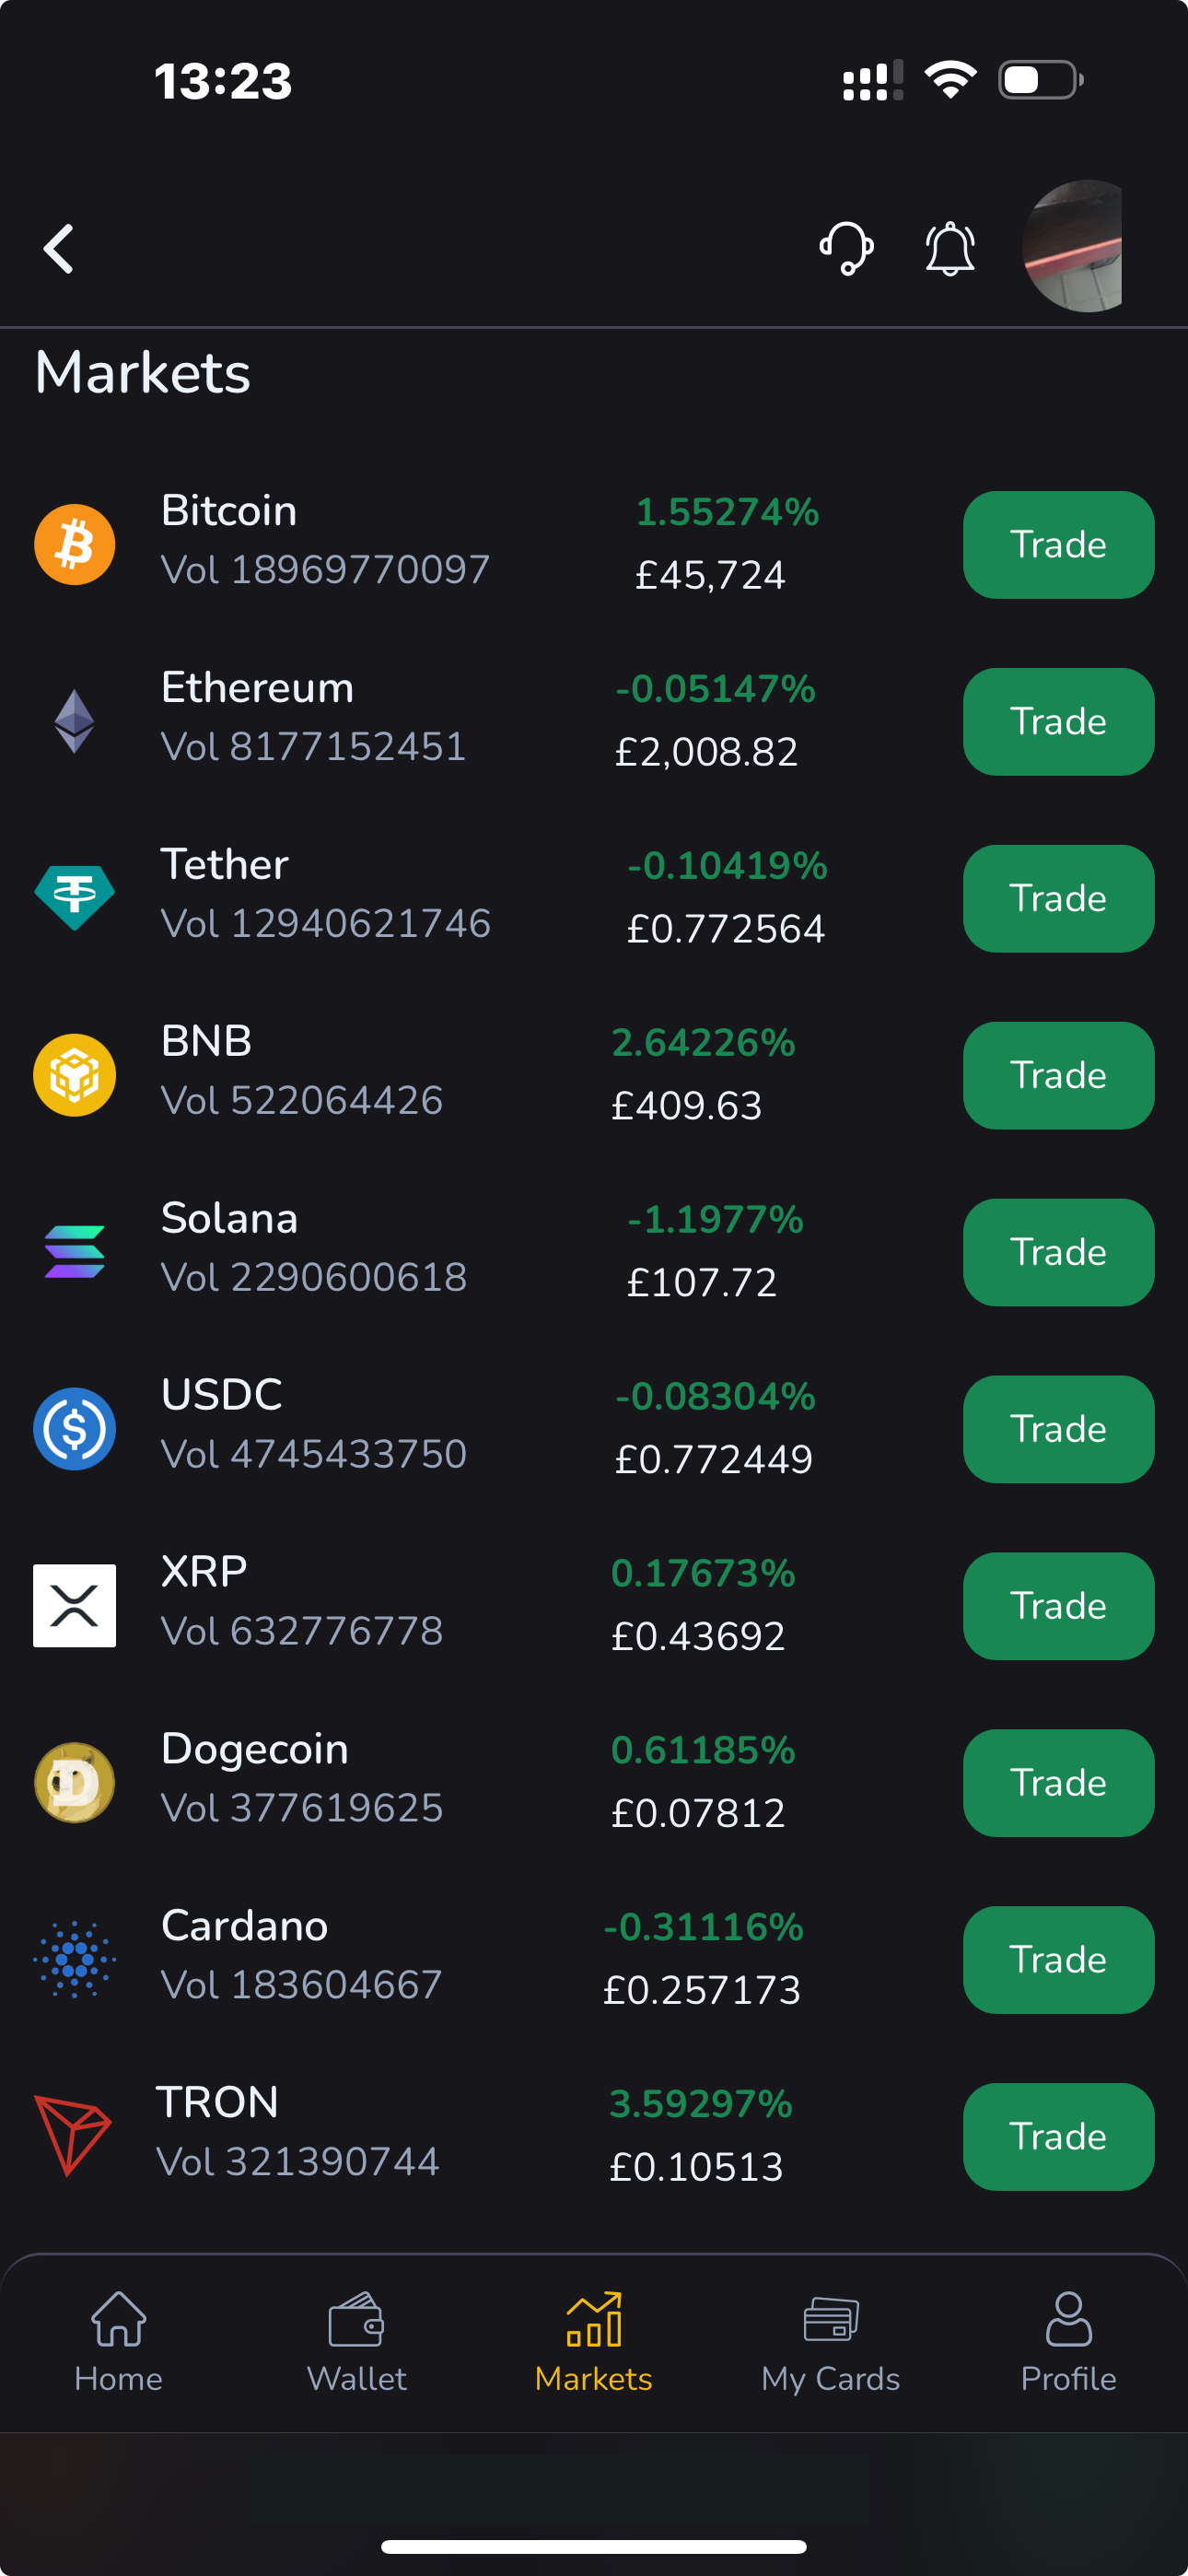 13:23
Markets
Bitcoin 1.55274%
Vol 18969770097 £45,724 Trade
Ethereum -0.05147%
Vol 8177152451 £2,008.82 Trade
Tether -0.10419%
Vol 12940621746 £0.772564 Trade
BNB 2.64226%
Vol 522064426 £409.63 Trade
Solana -1.1977%
Vol 2290600618 £107.72 Trade
USDC -0.08304%
Vol 4745433750 £0.772449 Trade
XRP 0.17673%
Vol 632776778 £0.43692 Trade
Dogecoin 0.61185%
Vol 377619625 £0.07812 Trade
Cardano -0.31116%
Vol 183604667 £0.257173 Trade
TRON 3.59297%
Vol 321390744 £0.10513 Trade
Home Wallet Markets My Cards Profile